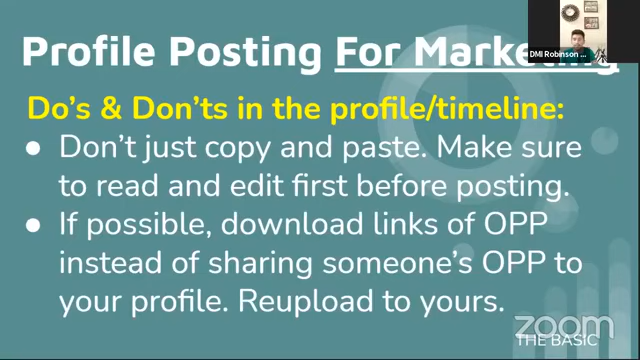 Profile Posting For Marketing
DMI Robinson ...
Do's & Don'ts in the profile/timeline:
● Don't just copy and paste. Make sure
to read and edit first before posting.
● If possible, download links of OPP
instead of sharing someone's OPP to
your profile. Reupload to yours.
zoom
THE BASIC